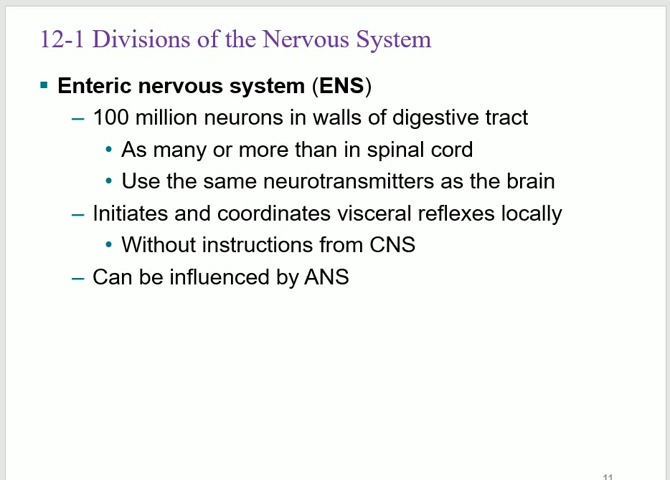 12-1 Divisions of the Nervous System
▪ Enteric nervous system (ENS)
– 100 million neurons in walls of digestive tract
• As many or more than in spinal cord
• Use the same neurotransmitters as the brain
– Initiates and coordinates visceral reflexes locally
• Without instructions from CNS
– Can be influenced by ANS
11